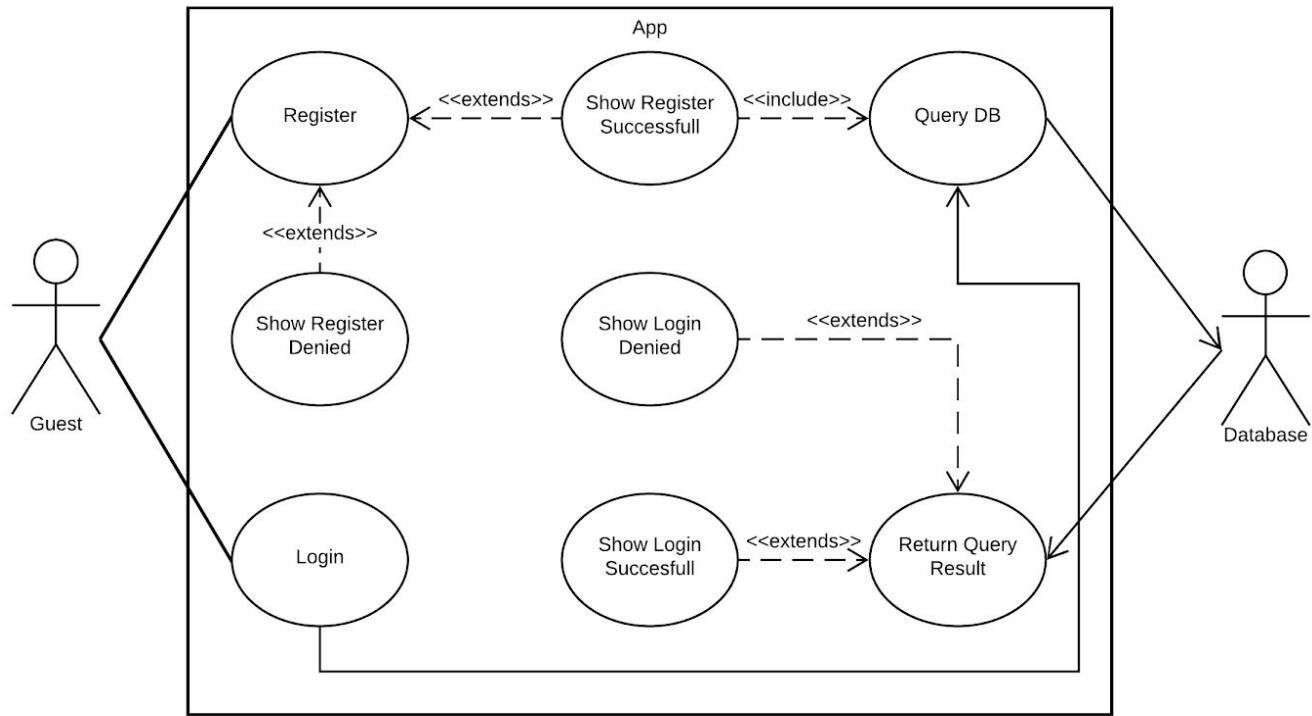 App
Register
<<extends>>
Show Register
Successfull
<<include>>
Query DB
<<extends>>
Guest
Show Register
Denied
Show Login
Denied
<<extends>>
Database
Login
Show Login
Succesfull
<<extends>>
Return Query
Result